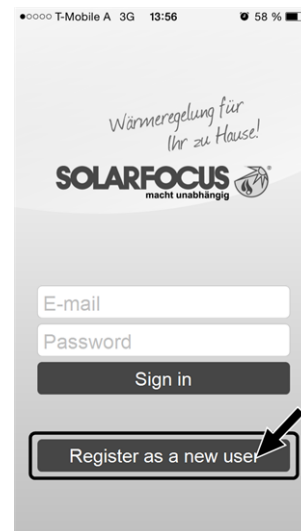 T-Mobile A 3G 13:56 58 %
Wärmeregelung für
Ihr zu Hause!
SOLARFOCUS
macht unabhängig
E-mail
Password
Sign in
Register as a new user